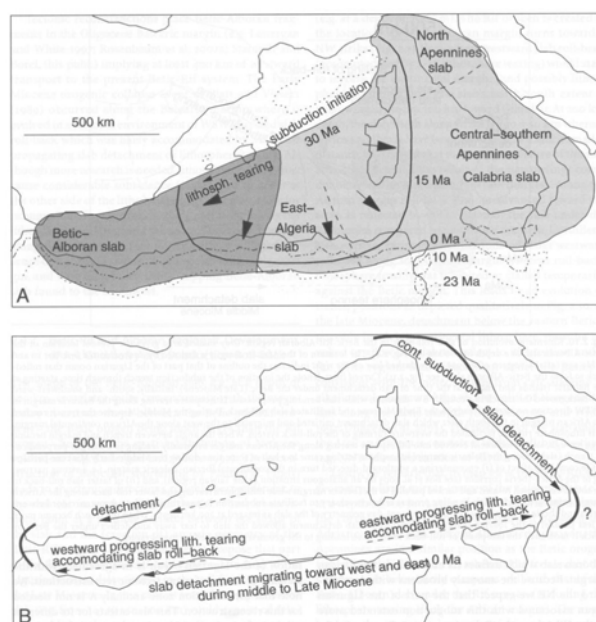 North
Apennines
slab
500 km
subduction initiation
30 Ma
Central–southern
Apennines
Calabria slab
lithosph. tearing
15 Ma
East–
Algeria
slab
Betic–
Alboran slab
0 Ma
10 Ma
23 Ma
A
cont. subduction
slab detachment
500 km
detachment
?
eastward progressing lith. tearing
accomodating slab roll–back
westward progressing lith. tearing
accomodating slab roll–back
0 Ma
slab detachment migrating toward west and east
during middle to Late Miocene
B